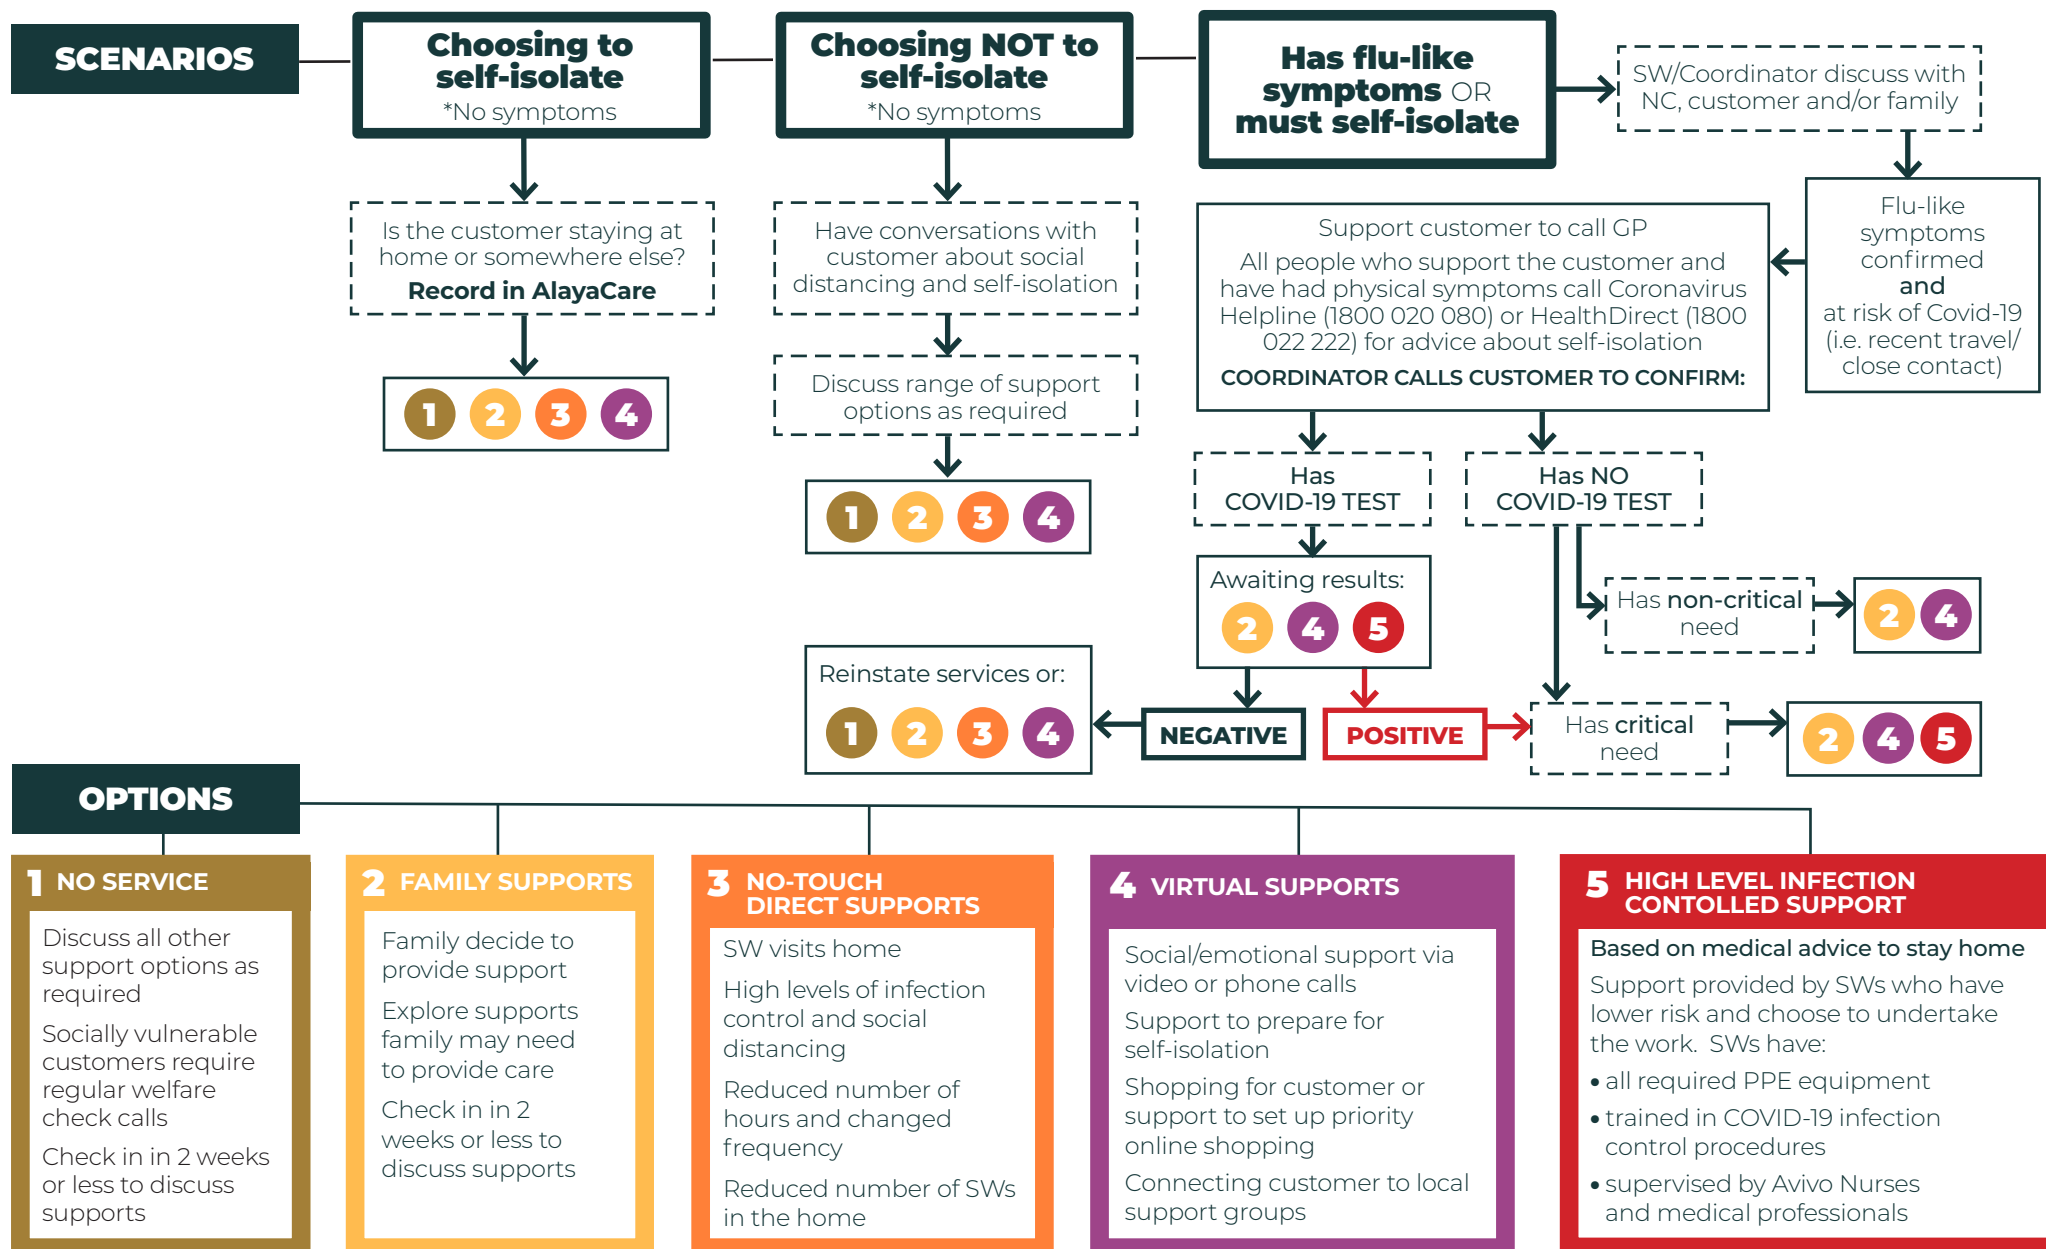 SCENARIOS
Choosing to
self-isolate
*No symptoms
Is the customer staying at
home or somewhere else?
Record in AlayaCare
1 2 3 4
Choosing NOT to
self-isolate
*No symptoms
Have conversations with
customer about social
distancing and self-isolation
Discuss range of support
options as required
1 2 3 4
Has flu-like
symptoms OR
must self-isolate
SW/Coordinator discuss with
NC, customer and/or family
Flu-like
symptoms
confirmed
and
at risk of Covid-19
(i.e. recent travel/
close contact)
Support customer to call GP
All people who support the customer and
have had physical symptoms call Coronavirus
Helpline (1800 020 080) or HealthDirect (1800
022 222) for advice about self-isolation
COORDINATOR CALLS CUSTOMER TO CONFIRM:
Has
COVID-19 TEST
Awaiting results:
2 4 5
NEGATIVE
Reinstate services or:
1 2 3 4
POSITIVE
Has NO
COVID-19 TEST
Has non-critical
need
2 4
Has critical
need
2 4 5
OPTIONS
1 NO SERVICE
Discuss all other
support options as
required
Socially vulnerable
customers require
regular welfare
check calls
Check in in 2 weeks
or less to discuss
supports
2 FAMILY SUPPORTS
Family decide to
provide support
Explore supports
family may need
to provide care
Check in in 2
weeks or less to
discuss supports
3 NO-TOUCH
DIRECT SUPPORTS
SW visits home
High levels of infection
control and social
distancing
Reduced number of
hours and changed
frequency
Reduced number of SWs
in the home
4 VIRTUAL SUPPORTS
Social/emotional support via
video or phone calls
Support to prepare for
self-isolation
Shopping for customer or
support to set up priority
online shopping
Connecting customer to local
support groups
5 HIGH LEVEL INFECTION
CONTOLLED SUPPORT
Based on medical advice to stay home
Support provided by SWs who have
lower risk and choose to undertake
the work. SWs have:
• all required PPE equipment
• trained in COVID-19 infection
control procedures
• supervised by Avivo Nurses
and medical professionals